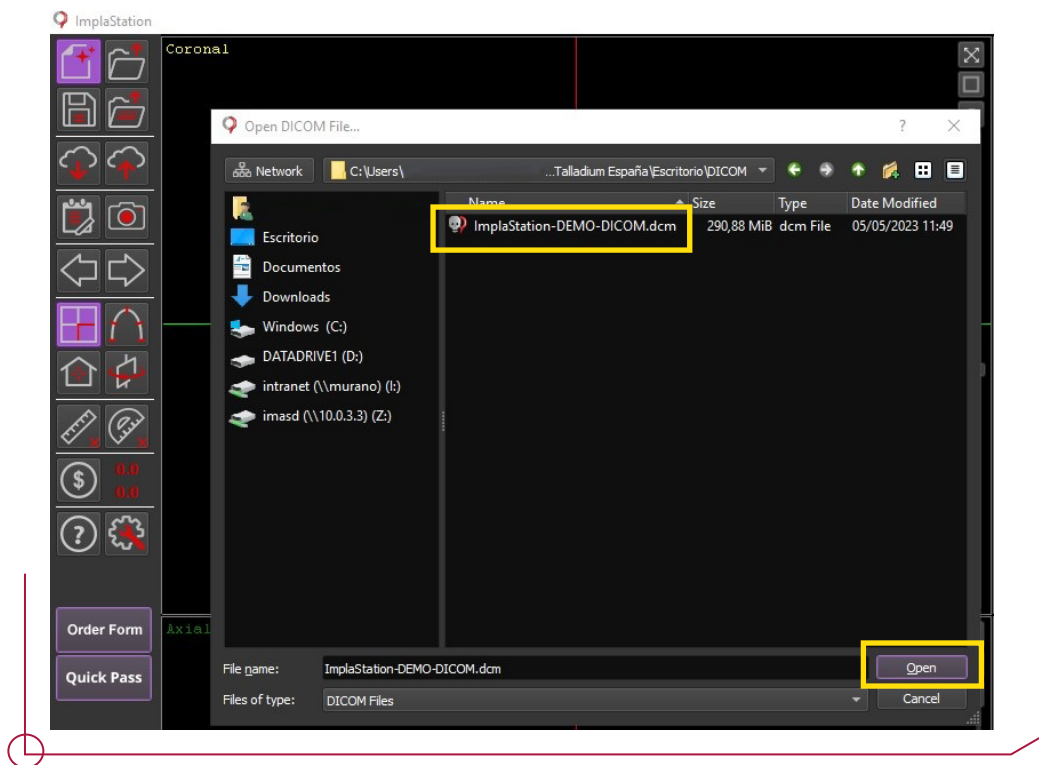 ImplaStation
Coronal
Open DICOM File...
Network C:\Users\ ...Talladium España\Escritorio\DICOM
Name Size Type Date Modified
ImplaStation-DEMO-DICOM.dcm 290,88 MiB dcm File 05/05/2023 11:49
Escritorio
Documentos
Downloads
Windows (C:)
DATADRIVE1 (D:)
intranet (\\murano) (I:)
imasd (\\10.0.3.3) (Z:)
$ 0.0
0.0
?
Order Form
Axial
Quick Pass
File name: ImplaStation-DEMO-DICOM.dcm Open
Files of type: DICOM Files Cancel